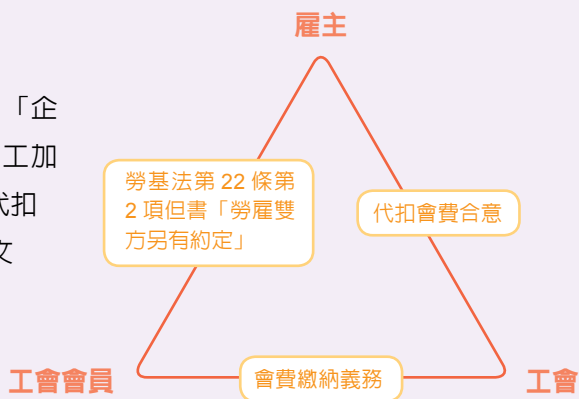 雇主
「企
工加
代扣
文
勞基法第 22 條第
2 項但書「勞雇雙
方另有約定」
代扣會費合意
工會會員
會費繳納義務
工會